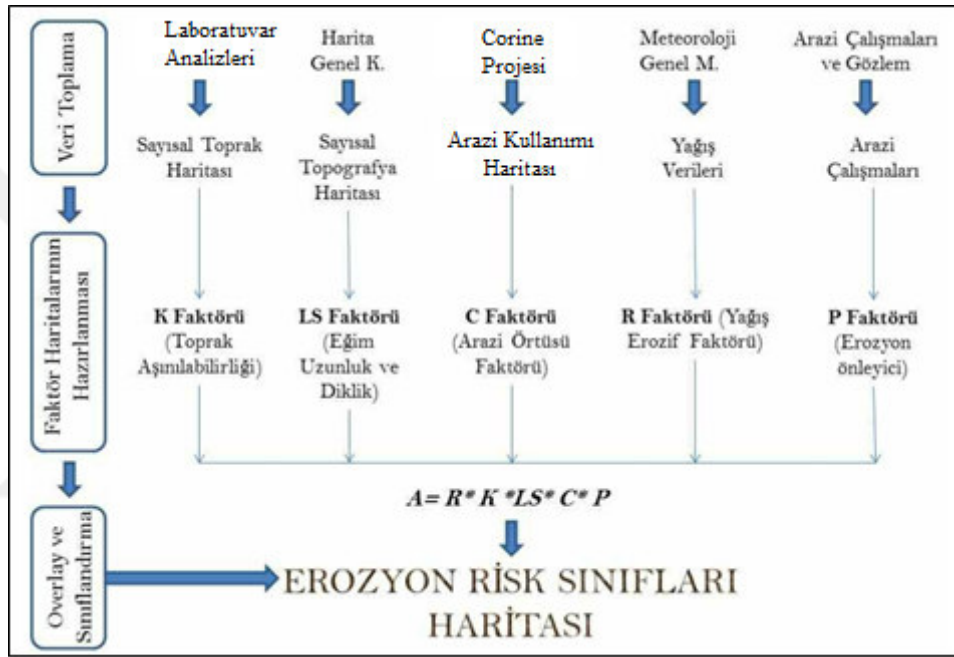 Veri Toplama
Laboratuvar
Analizleri
Harita
Genel K.
Corine
Projesi
Meteoroloji
Genel M.
Arazi Çalışmaları
ve Gözlem
Sayısal Toprak
Haritası
Sayısal
Topografya
Haritası
Arazi Kullanımı
Haritası
Yağış
Verileri
Arazi
Çalışmaları
Faktör Haritalarının
Hazırlanması
K Faktörü
(Toprak
Aşınılabilirliği)
LS Faktörü
(Eğim
Uzunluk ve
Diklik)
C Faktörü
(Arazi Örtüsü
Faktörü)
R Faktörü (Yağış
Erozif Faktörü)
P Faktörü
(Erozyon
önleyici)
Overlay ve
Sınıflandırma
A= R* K *LS* C* P
EROZYON RİSK SINIFLARI
HARİTASI